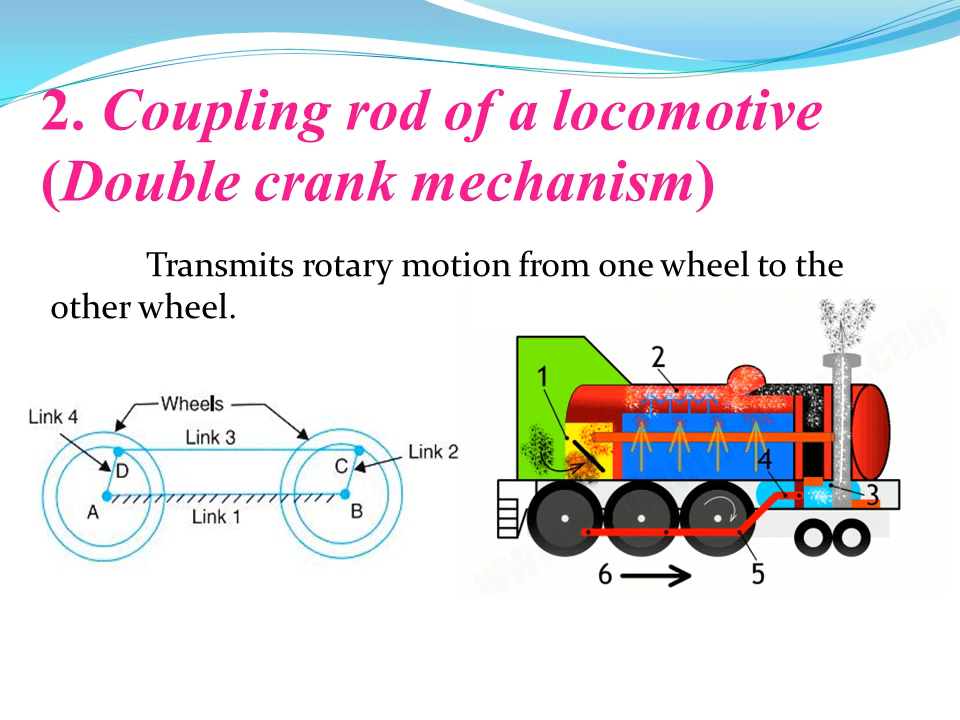 2. Coupling rod of a locomotive
(Double crank mechanism)
Transmits rotary motion from one wheel to the
other wheel.
Link 4
Wheels
Link 3
Link 2
D
C
A
Link 1
B
1
2
4
3
6
5